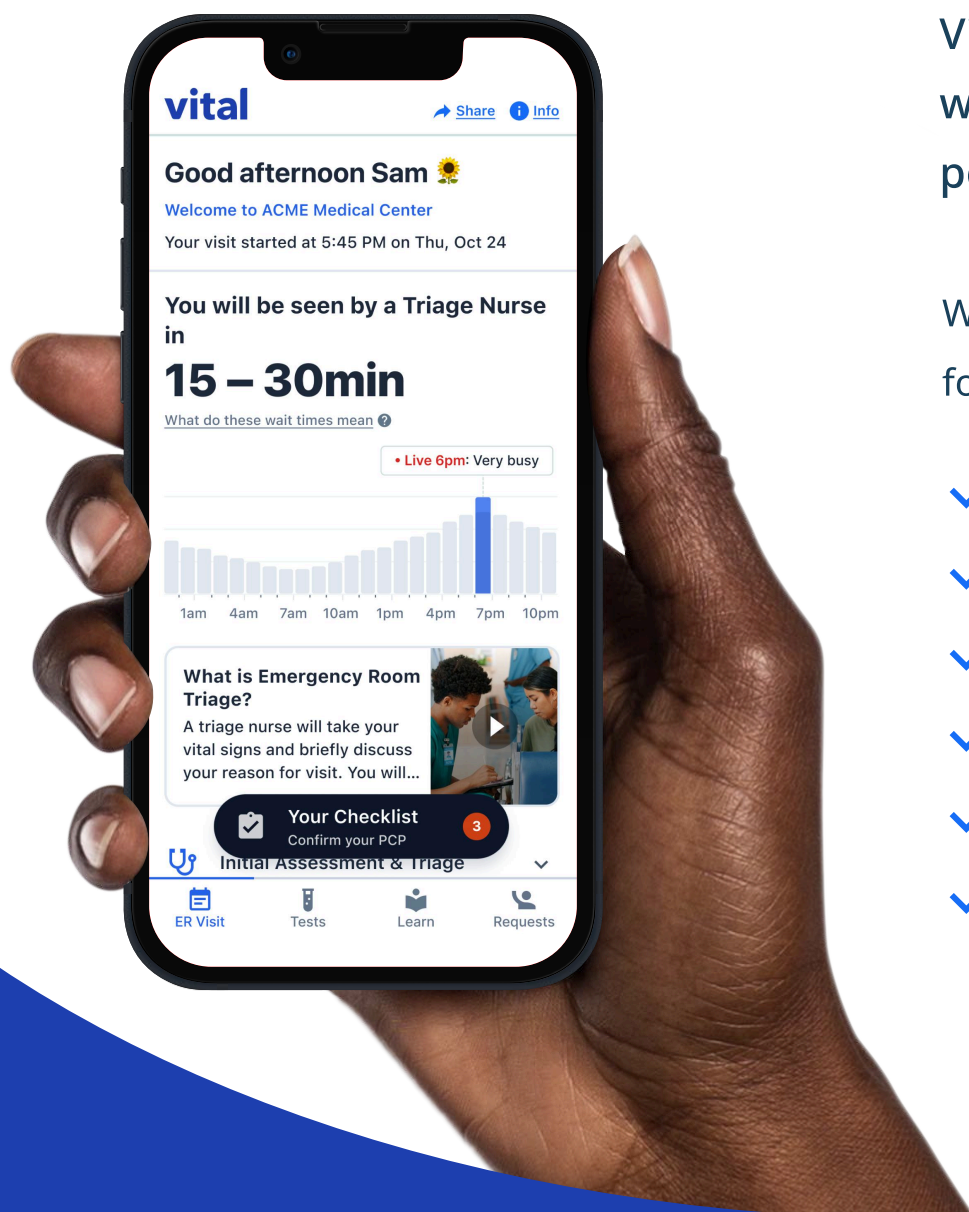 vital
Share
Info
Good afternoon Sam 🌻
Welcome to ACME Medical Center
Your visit started at 5:45 PM on Thu, Oct 24
You will be seen by a Triage Nurse
in
15 – 30min
What do these wait times mean
• Live 6pm: Very busy
1am 4am 7am 10am 1pm 4pm 7pm 10pm
What is Emergency Room
Triage?
A triage nurse will take your
vital signs and briefly discuss
your reason for visit. You will...
Your Checklist
3
Confirm your PCP
Initial Assessment & Triage
ER Visit
Tests
Learn
Requests